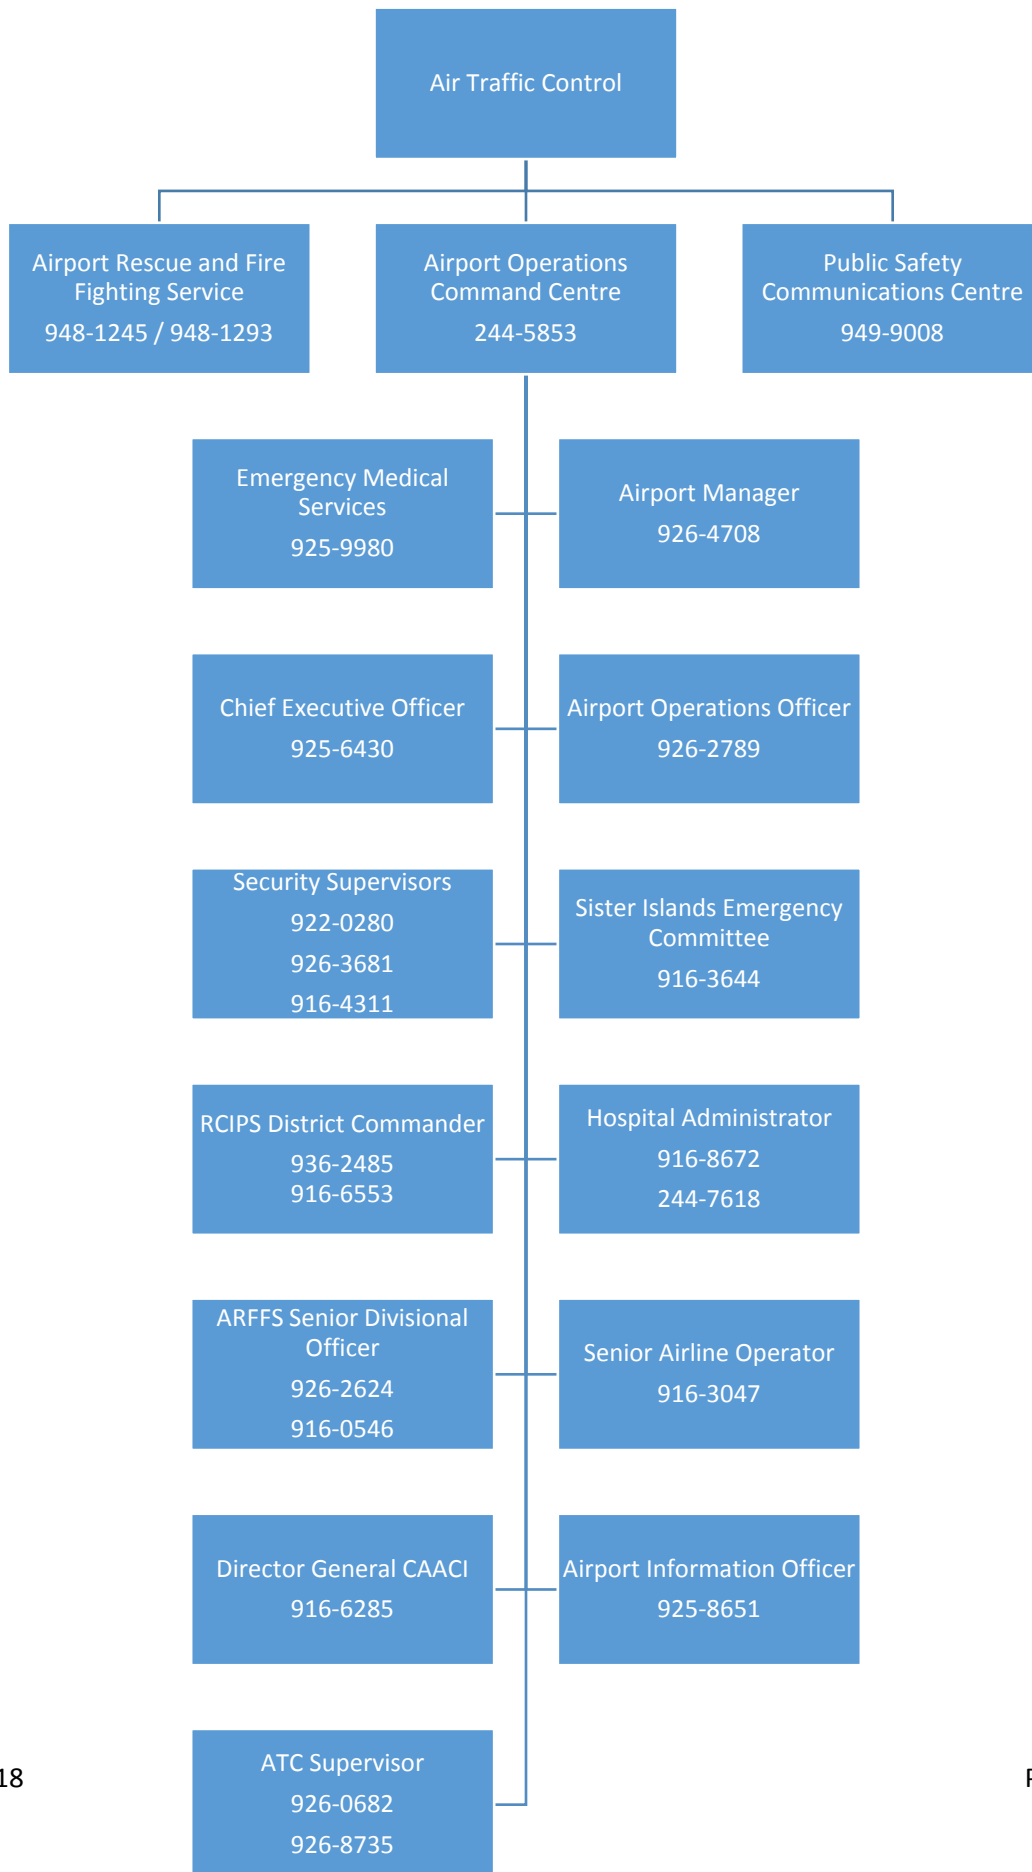 Air Traffic Control
Airport Rescue and Fire
Fighting Service
948-1245 / 948-1293
Airport Operations
Command Centre
244-5853
Public Safety
Communications Centre
949-9008
Emergency Medical
Services
925-9980
Airport Manager
926-4708
Chief Executive Officer
925-6430
Airport Operations Officer
926-2789
Security Supervisors
922-0280
926-3681
916-4311
Sister Islands Emergency
Committee
916-3644
RCIPS District Commander
936-2485
916-6553
Hospital Administrator
916-8672
244-7618
ARFFS Senior Divisional
Officer
926-2624
916-0546
Senior Airline Operator
916-3047
Director General CAACI
916-6285
Airport Information Officer
925-8651
ATC Supervisor
926-0682
926-8735
18